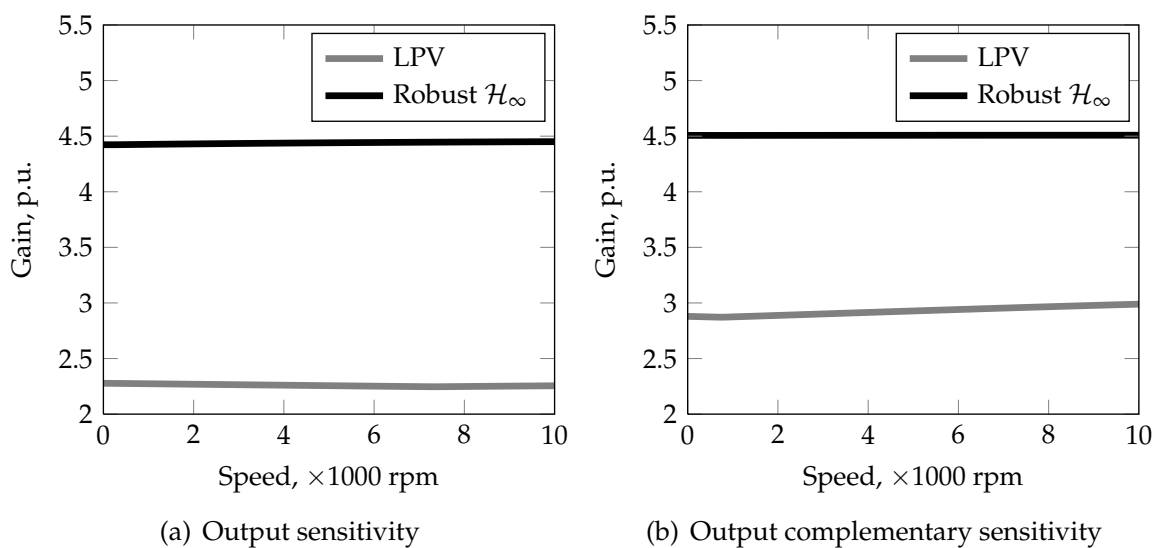 5.5
5
4.5
4
3.5
3
2.5
2
0
2
4
6
8
10
Gain, p.u.
Speed, ×1000 rpm
LPV
Robust ℋ∞
(a) Output sensitivity
5.5
5
4.5
4
3.5
3
2.5
2
0
2
4
6
8
10
Gain, p.u.
Speed, ×1000 rpm
LPV
Robust ℋ∞
(b) Output complementary sensitivity